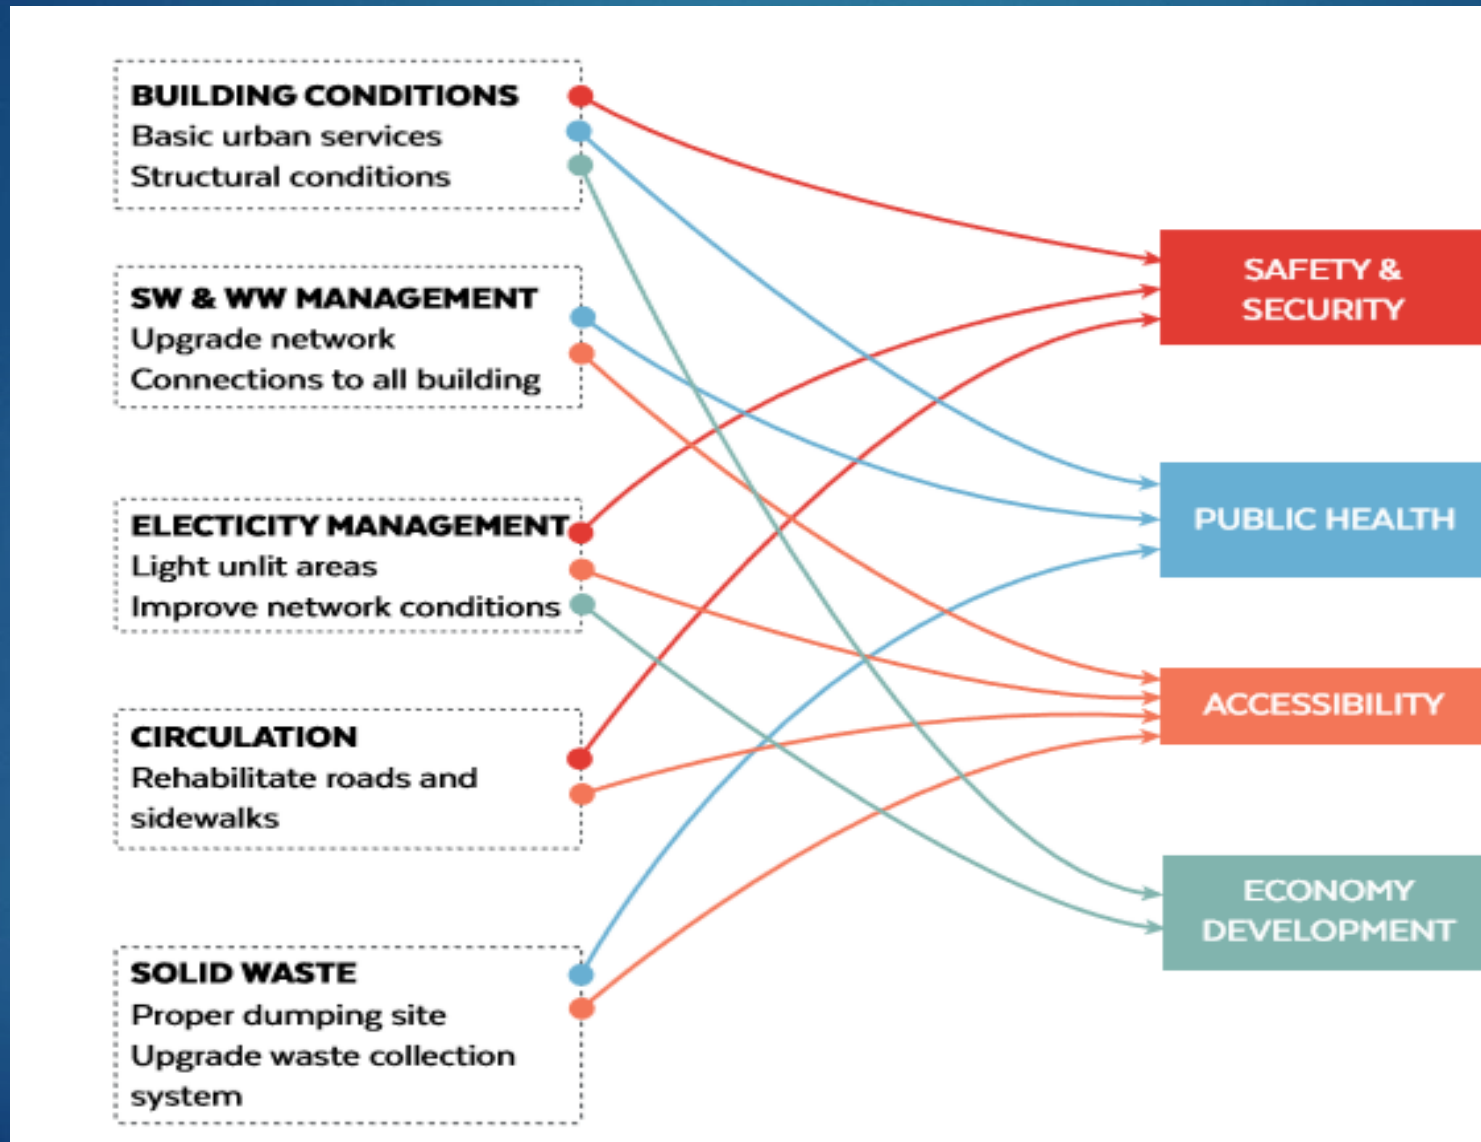 BUILDING CONDITIONS
Basic urban services
Structural conditions
SW & WW MANAGEMENT
Upgrade network
Connections to all building
ELECTICITY MANAGEMENT
Light unlit areas
Improve network conditions
CIRCULATION
Rehabilitate roads and
sidewalks
SOLID WASTE
Proper dumping site
Upgrade waste collection
system
SAFETY &
SECURITY
PUBLIC HEALTH
ACCESSIBILITY
ECONOMY
DEVELOPMENT